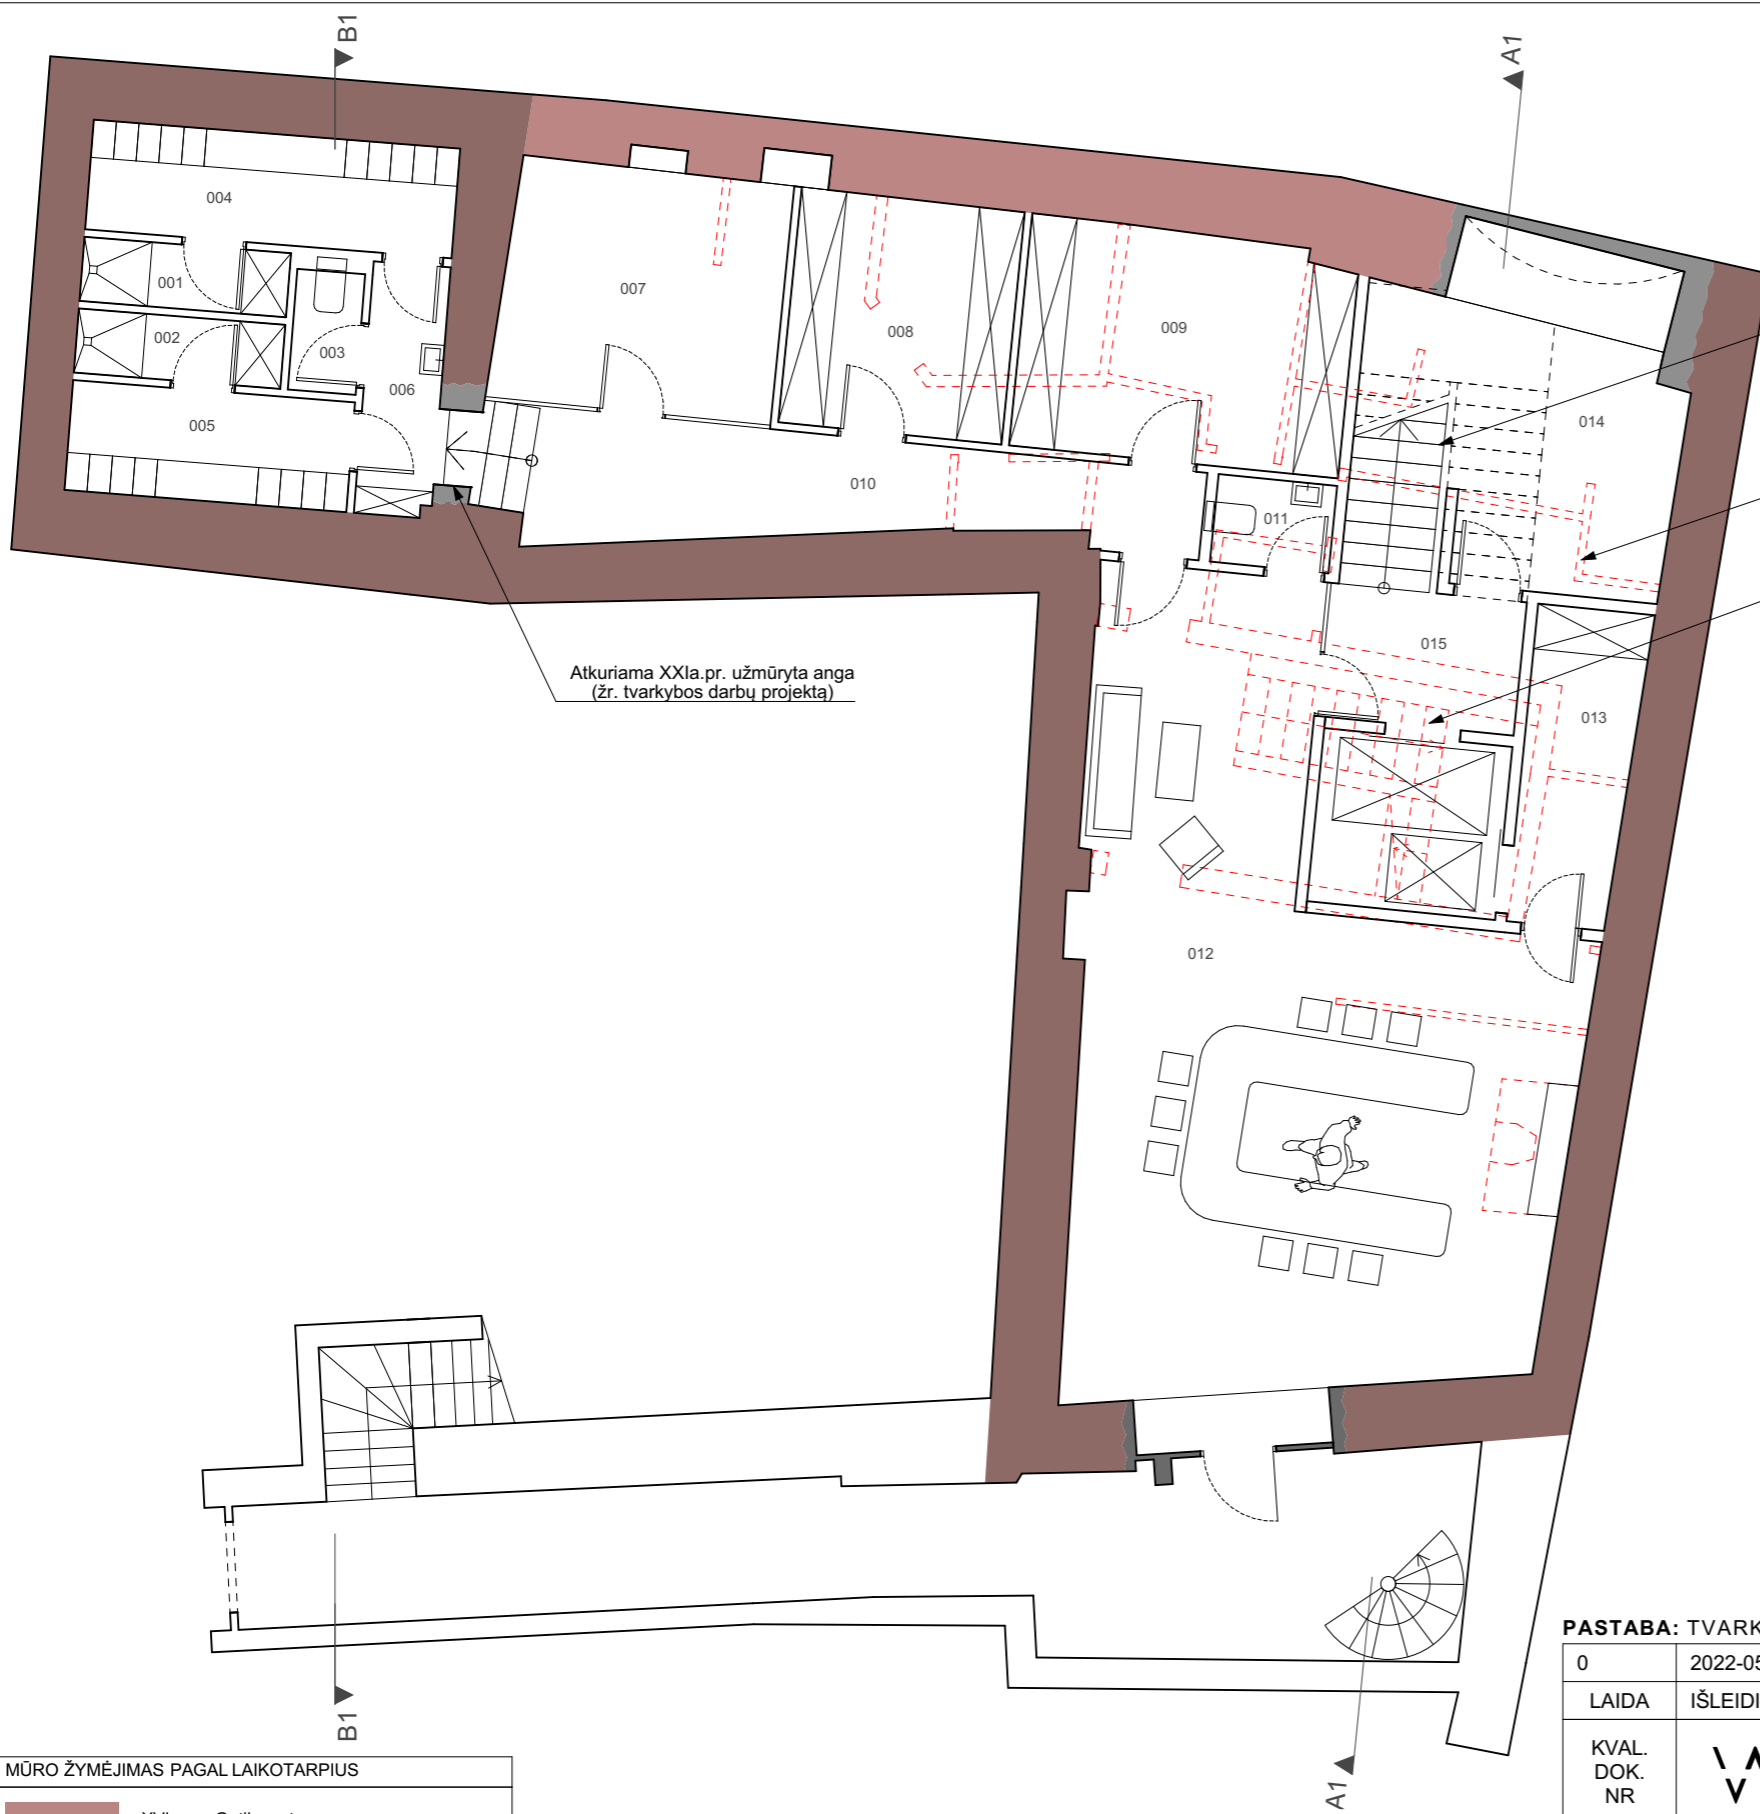 B1
A1
004
001
002
003
006
005
007
008
009
010
011
014
015
013
012
Atkuriama XXIa.pr. užmūryta anga
(žr. tvarkybos darbų projektą)
B1
A1
PASTABA: TVARK
0 2022-05
LAIDA IŠLEIDI
KVAL.
DOK.
NR
MŪRO ŽYMĖJIMAS PAGAL LAIKOTARPIUS